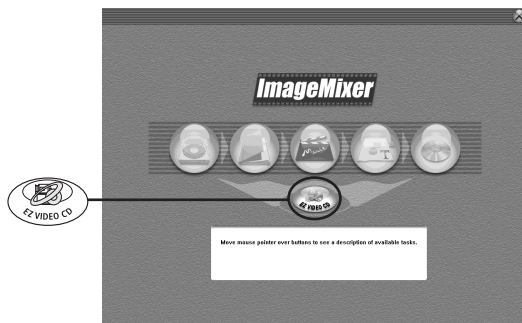 ImageMixer
T
EZ VIDEO CD
EZ VIDEO CD
Move mouse pointer over buttons to see a description of available tasks.